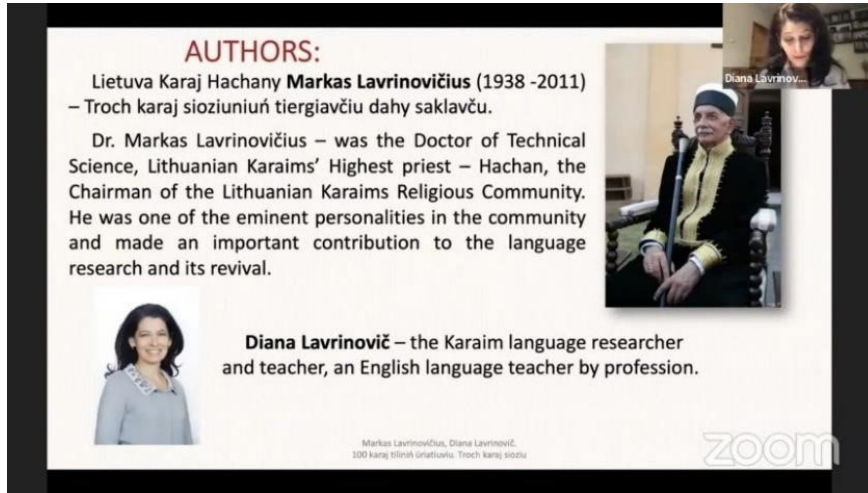 AUTHORS:
Lietuva Karaj Hachany Markas Lavrinovičius (1938 -2011)
– Troch karaj sioziuniuń tiergiavčiu dahy saklavču.
Dr. Markas Lavrinovičius – was the Doctor of Technical
Science, Lithuanian Karaims’ Highest priest – Hachan, the
Chairman of the Lithuanian Karaims Religious Community.
He was one of the eminent personalities in the community
and made an important contribution to the language
research and its revival.
Diana Lavrinov...
Diana Lavrinovič – the Karaim language researcher
and teacher, an English language teacher by profession.
Markas Lavrinovičius, Diana Lavrinovič.
100 karaj tiliniń úriatiuviu. Troch karaj sioziu
zoom